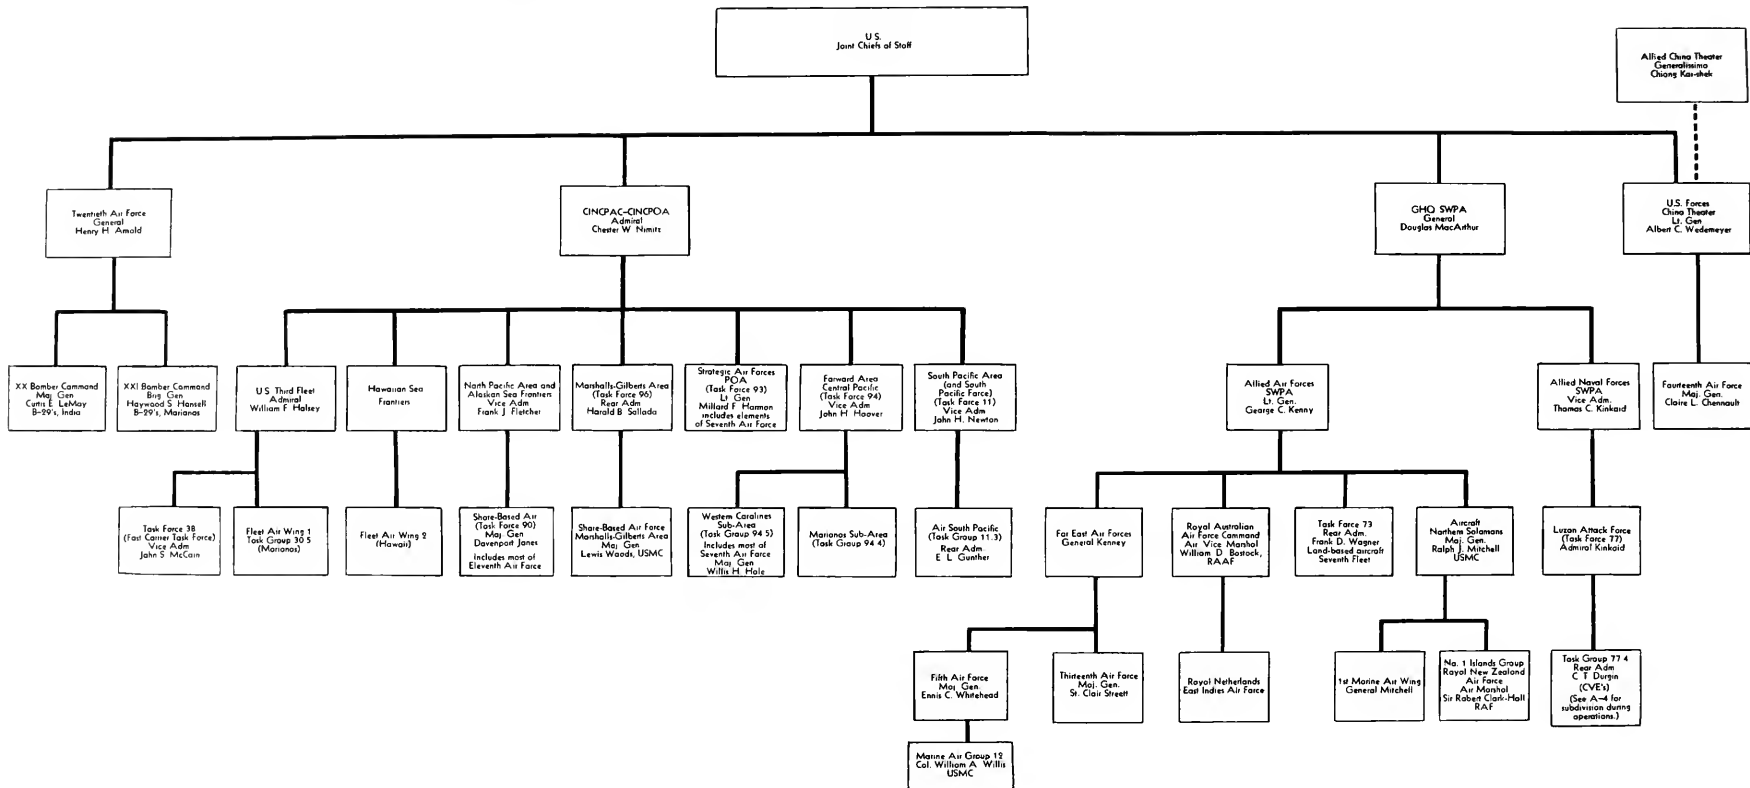 U.S.
Joint Chiefs of Staff
Allied China Theater
Generalissimo
Chiang Kai-shek
Twentieth Air Force
General
Henry H. Arnold
CINCPAC-CINCPOA
Admiral
Chester W. Nimitz
GHQ SWPA
General
Douglas MacArthur
U.S. Forces
China Theater
Lt. Gen
Albert C. Wedemeyer
XX Bomber Command
Maj Gen
Curtis E. LeMay
B-29's, India
XXI Bomber Command
Brig Gen
Haywood S Hansell
B-29's, Marianas
U.S Third Fleet
Admiral
William F. Halsey
Hawaiian Sea
Frontiers
North Pacific Area and
Alaskan Sea Frontiers
Vice Adm
Frank J. Fletcher
Marshalls-Gilberts Area
(Task Force 96)
Rear Adm
Harald B. Sallada
Strategic Air Forces
POA
(Task Force 93)
Lt Gen
Millard F. Harmon
includes elements
of Seventh Air Force
Forward Area
Central Pacific
(Task Force 94)
Vice Adm
John H. Hoover
South Pacific Area
(and South
Pacific Force)
(Task Force 11)
Vice Adm
John H. Newton
Allied Air Forces
SWPA
Lt. Gen.
George C. Kenny
Allied Naval Forces
SWPA
Vice Adm.
Thomas C. Kinkaid
Fourteenth Air Force
Maj. Gen.
Claire L. Chennault
Task Force 38
(Fast Carrier Task Force)
Vice Adm
John S McCain
Fleet Air Wing 1
Task Group 30 5
(Marianas)
Fleet Air Wing 2
(Hawaii)
Shore-Based Air
(Task Force 90)
Maj Gen
Davenport Jones
Includes most of
Eleventh Air Force
Shore-Based Air Force
Marshalls-Gilberts Area
Maj Gen
Lewis Woods, USMC
Western Carolines
Sub-Area
(Task Group 94 5)
Includes most of
Seventh Air Force
Maj Gen
Willis H Hale
Marianas Sub-Area
(Task Group 94 4)
Air South Pacific
(Task Group 11.3)
Rear Adm
E L Gunther
Far East Air Forces
General Kenney
Royal Australian
Air Force Command
Air Vice Marshal
William D Bostock,
RAAF
Task Force 73
Rear Adm.
Frank D. Wagner
Land-based aircraft
Seventh Fleet
Aircraft
Northern Solomons
Maj. Gen.
Ralph J. Mitchell
USMC
Luzon Attack Force
(Task Force 77)
Admiral Kinkaid
Fifth Air Force
Maj Gen.
Ennis C. Whitehead
Thirteenth Air Force
Maj. Gen.
St. Clair Streett
Royal Netherlands
East Indies Air Force
1st Marine Air Wing
General Mitchell
No. 1 Islands Group
Royal New Zealand
Air Force
Air Marshal
Sir Robert Clark-Hall
RAF
Task Group 77 4
Rear Adm
C T Durgin
(CVE's)
(See A-4 for
subdivision during
operations.)
Marine Air Group 12
Col. William A Willis
USMC